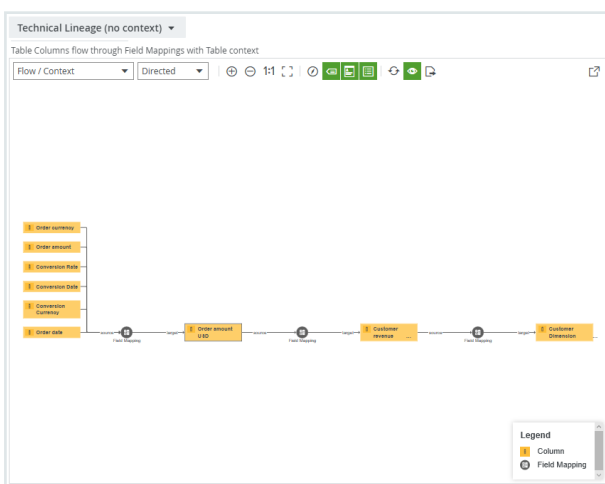 Technical Lineage (no context)
Table Columns flow through Field Mappings with Table context
Flow / Context
Directed
1:1
Order currency
Order amount
Conversion Rate
Conversion Date
Conversion
Currency
Order date
Field Mapping
Order amount
USD
Field Mapping
Customer
revenue ...
Field Mapping
Customer
Dimension ...
Legend
Column
Field Mapping